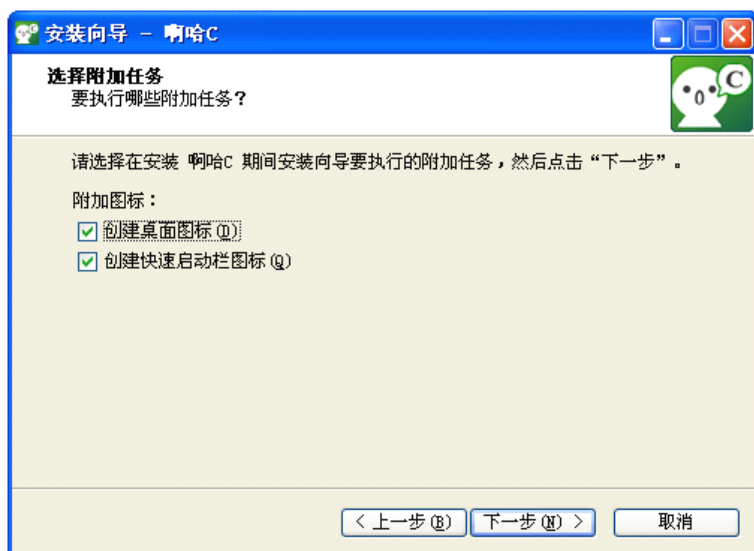 安装向导 - 啊哈C
选择附加任务
要执行哪些附加任务？
C
请选择在安装 啊哈C 期间安装向导要执行的附加任务，然后点击“下一步”。
附加图标：
创建桌面图标(D)
创建快速启动栏图标(Q)
< 上一步(B) 下一步(N) > 取消